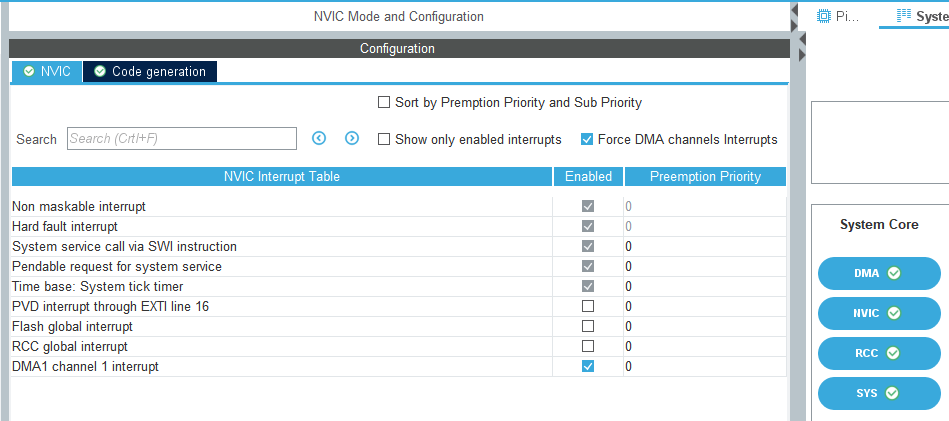 NVIC Mode and Configuration
Pi...
Syste
Configuration
NVIC
Code generation
Sort by Premption Priority and Sub Priority
Search
Search (CrtI+F)
Show only enabled interrupts
Force DMA channels Interrupts
NVIC Interrupt Table Enabled Preemption Priority
Non maskable interrupt 0
Hard fault interrupt 0
System service call via SWI instruction 0
Pendable request for system service 0
Time base: System tick timer 0
PVD interrupt through EXTI line 16 0
Flash global interrupt 0
RCC global interrupt 0
DMA1 channel 1 interrupt 0
System Core
DMA
NVIC
RCC
SYS